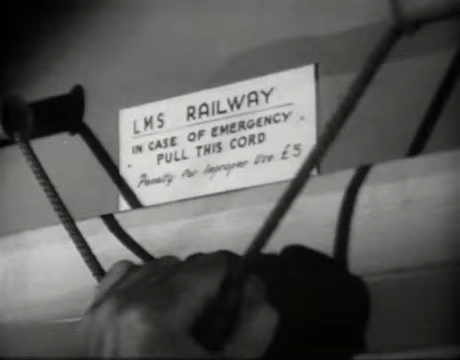 LMS RAILWAY
IN CASE OF EMERGENCY
PULL THIS CORD
Penalty for Improper Use £5